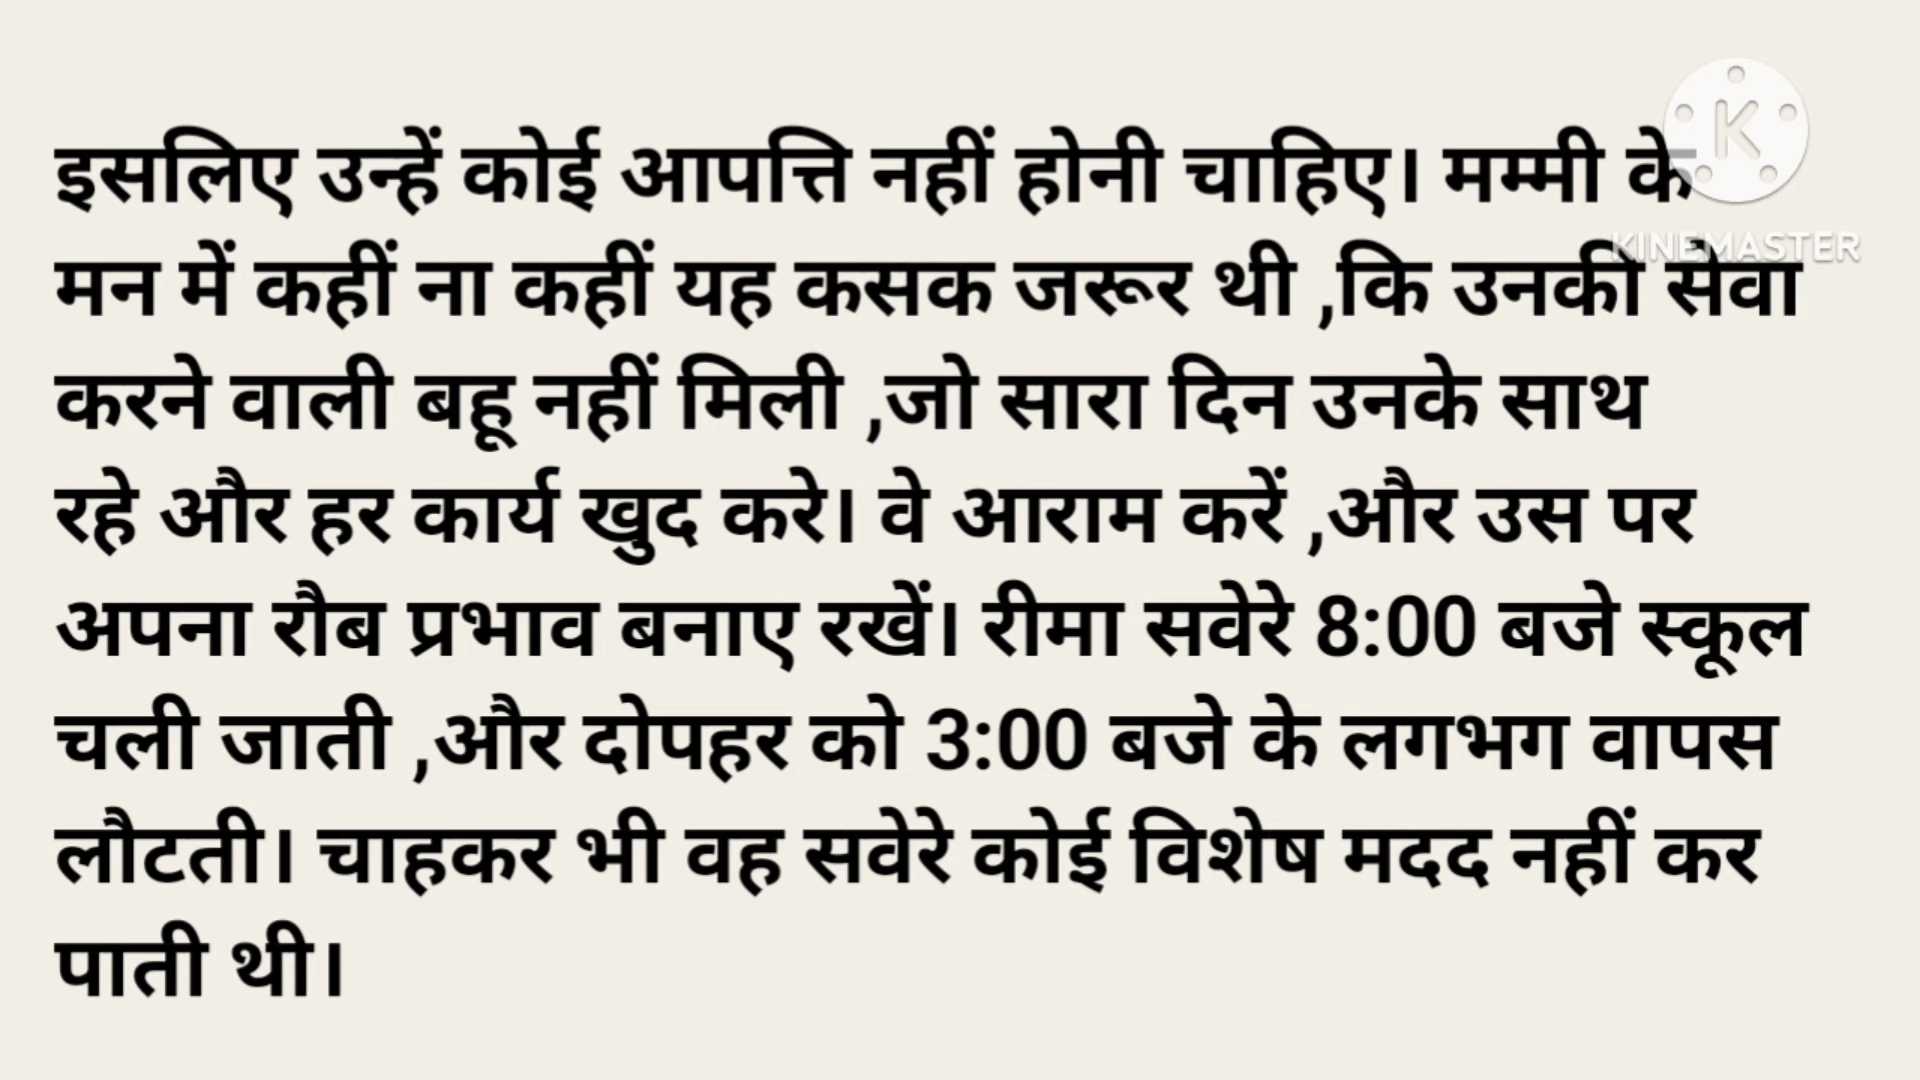 इसलिए उन्हें कोई आपत्ति नहीं होनी चाहिए। मम्मी के
मन में कहीं ना कहीं यह कसक जरूर थी ,कि उनकी सेवा
करने वाली बहू नहीं मिली ,जो सारा दिन उनके साथ
रहे और हर कार्य खुद करे। वे आराम करें ,और उस पर
अपना रौब प्रभाव बनाए रखें। रीमा सवेरे 8:00 बजे स्कूल
चली जाती ,और दोपहर को 3:00 बजे के लगभग वापस
लौटती। चाहकर भी वह सवेरे कोई विशेष मदद नहीं कर
पाती थी।
K
KINEMASTER